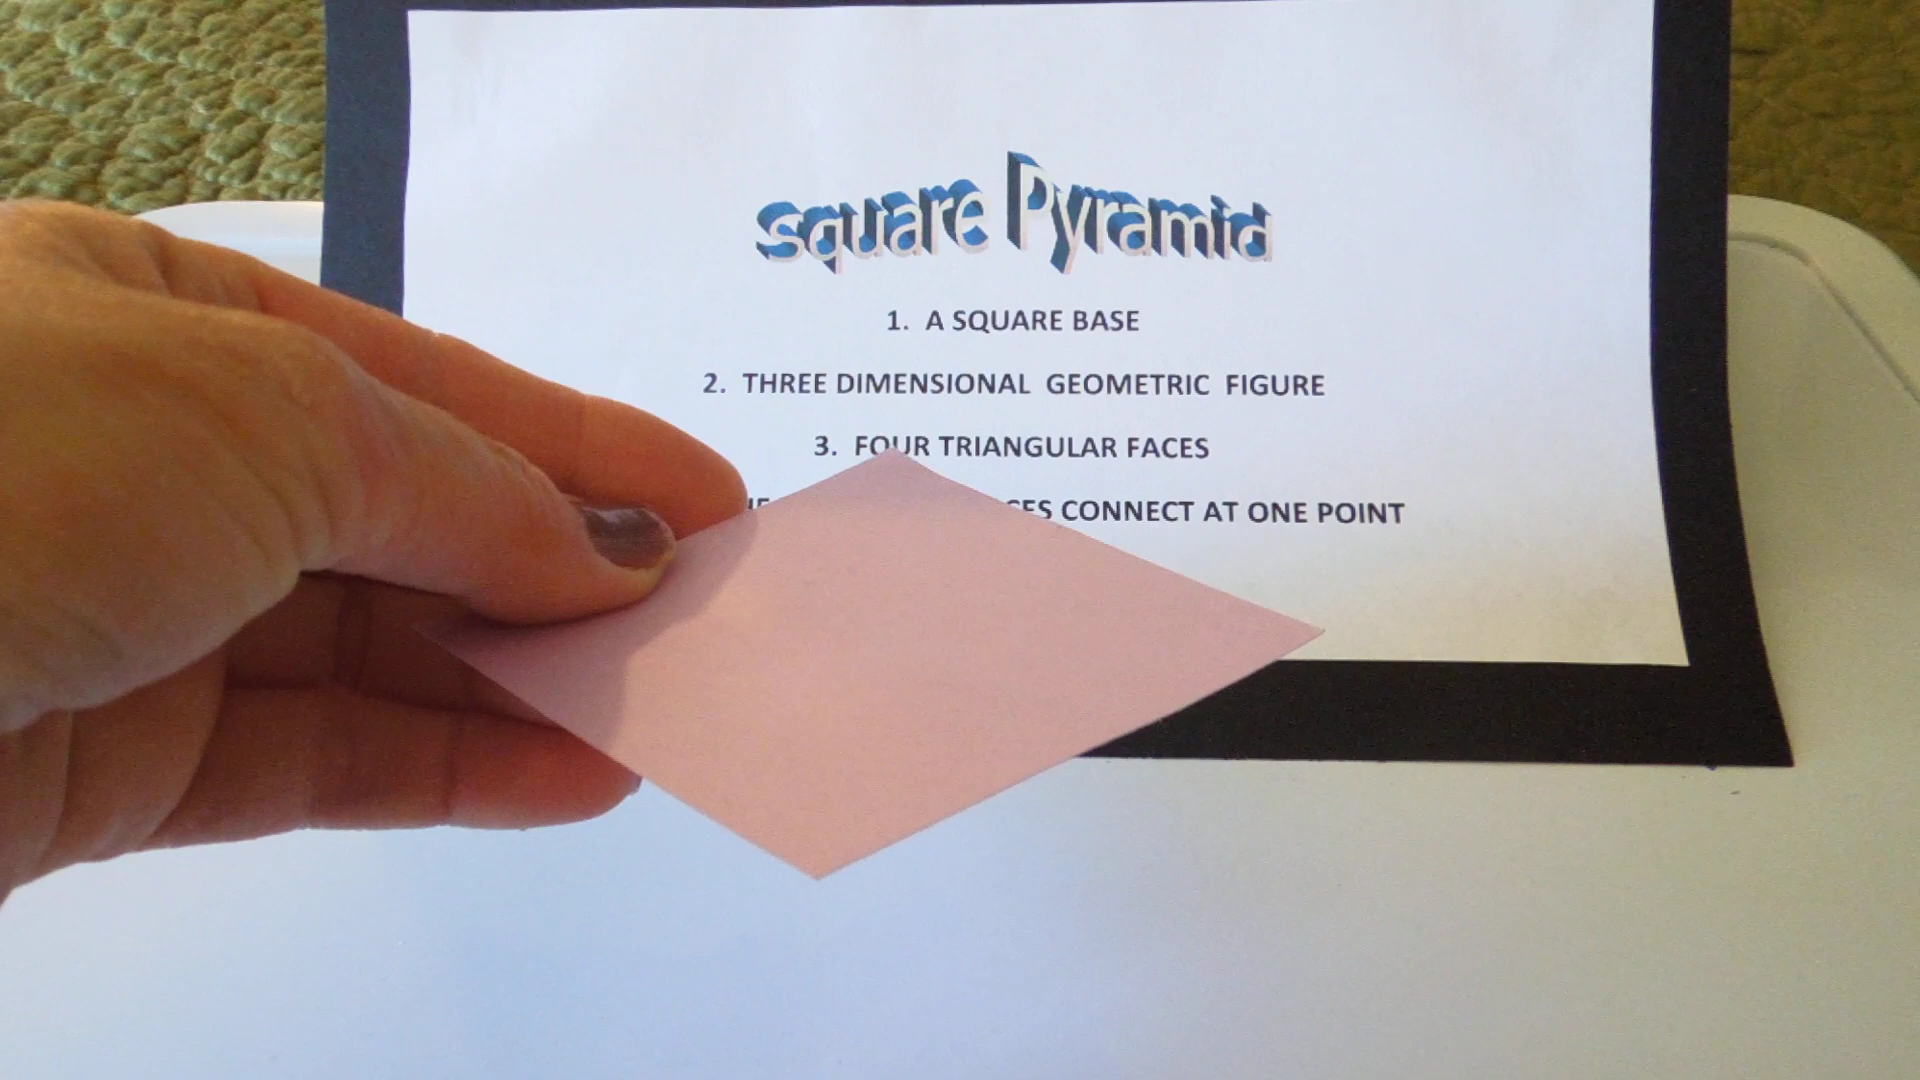 square Pyramid
1. A SQUARE BASE
2. THREE DIMENSIONAL GEOMETRIC FIGURE
3. FOUR TRIANGULAR FACES
CONNECT AT ONE POINT